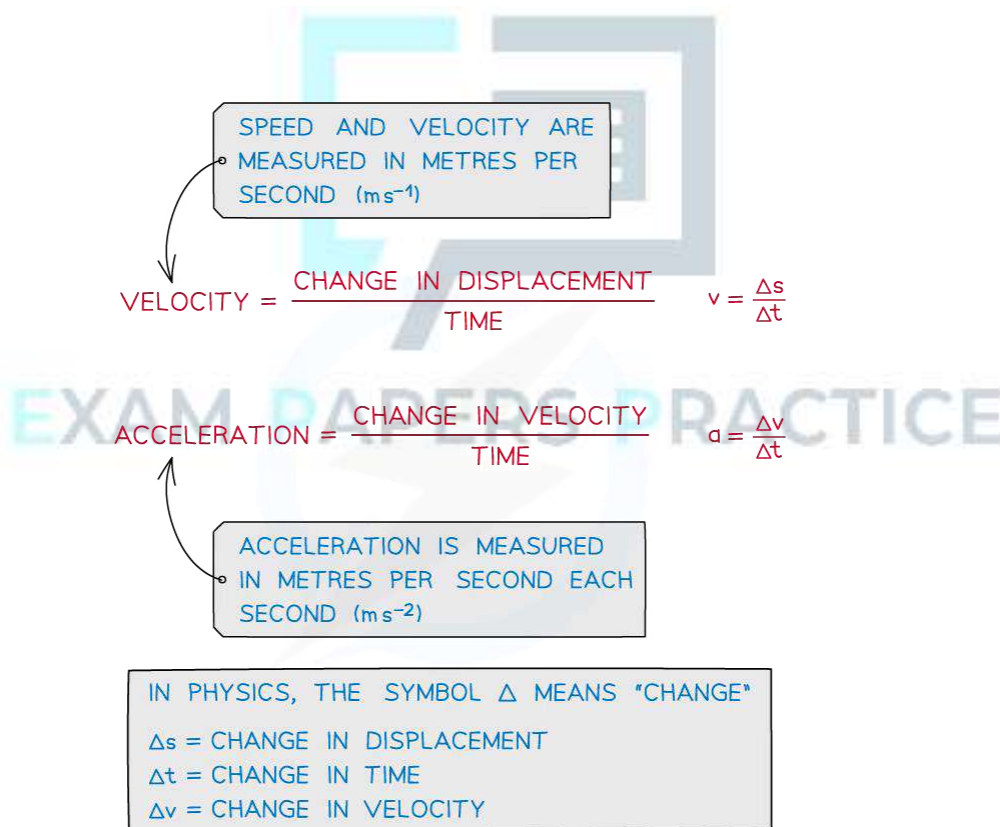 SPEED AND VELOCITY ARE
MEASURED IN METRES PER
SECOND (ms⁻¹)
VELOCITY = CHANGE IN DISPLACEMENT / TIME v = Δs/Δt
EXAM PAPERS PRACTICE
ACCELERATION = CHANGE IN VELOCITY / TIME a = Δv/Δt
ACCELERATION IS MEASURED
IN METRES PER SECOND EACH
SECOND (ms⁻²)
IN PHYSICS, THE SYMBOL Δ MEANS "CHANGE"
Δs = CHANGE IN DISPLACEMENT
Δt = CHANGE IN TIME
Δv = CHANGE IN VELOCITY